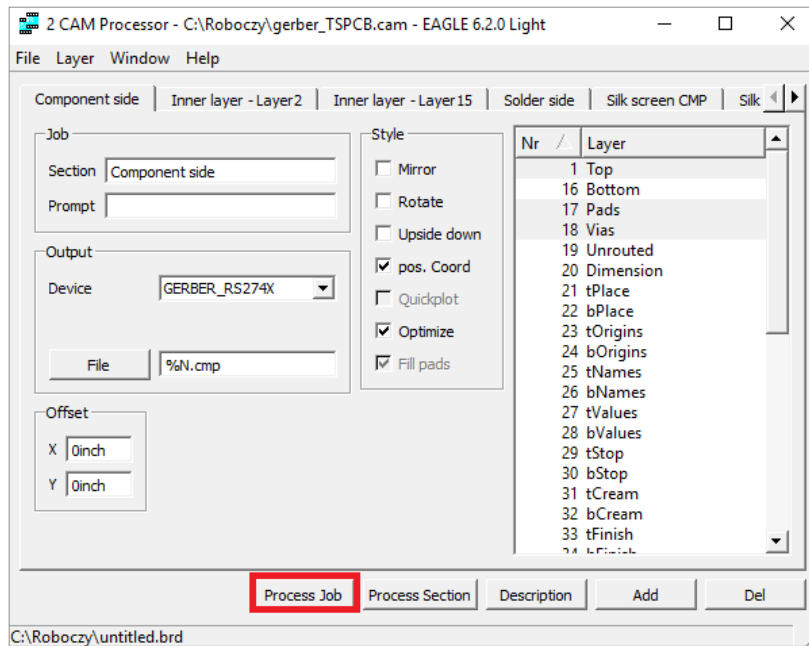 2 CAM Processor - C:\Roboczy\gerber_TSPCB.cam - EAGLE 6.2.0 Light
File Layer Window Help
Component side Inner layer - Layer2 Inner layer - Layer15 Solder side Silk screen CMP Silk
Job
Section Component side
Prompt
Output
Device GERBER_RS274X
File %N.cmp
Offset
X 0inch
Y 0inch
Style
Mirror
Rotate
Upside down
pos. Coord
Quickplot
Optimize
Fill pads
Nr Layer
1 Top
16 Bottom
17 Pads
18 Vias
19 Unrouted
20 Dimension
21 tPlace
22 bPlace
23 tOrigins
24 bOrigins
25 tNames
26 bNames
27 tValues
28 bValues
29 tStop
30 bStop
31 tCream
32 bCream
33 tFinish
34 bFinish
Process Job Process Section Description Add Del
C:\Roboczy\untitled.brd